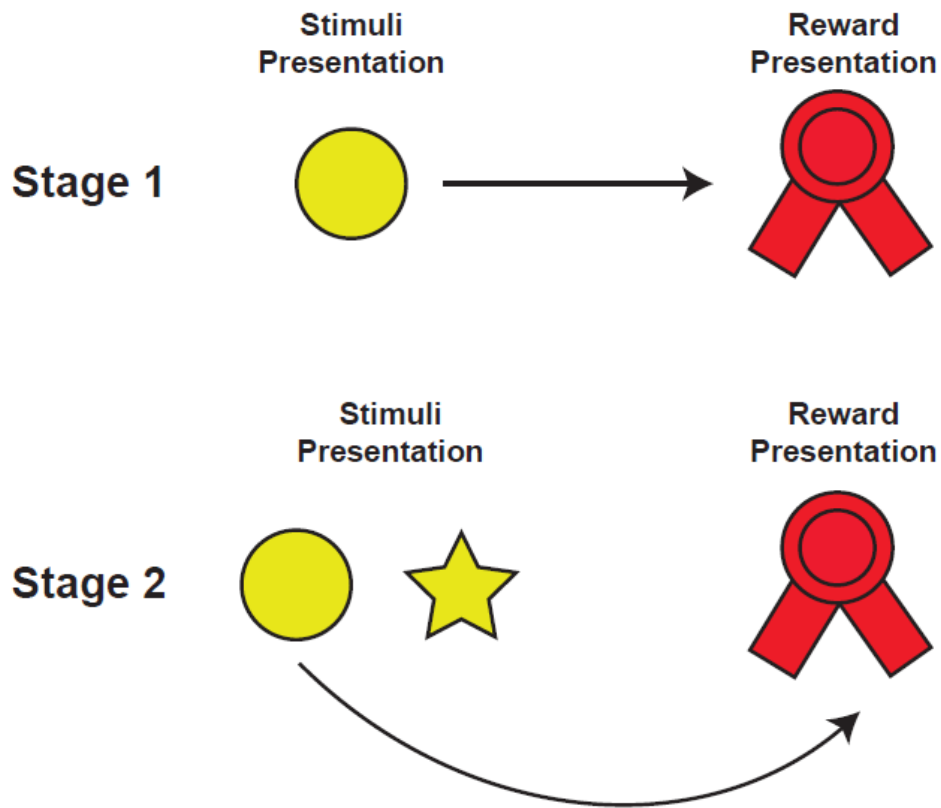 Stimuli
Presentation
Reward
Presentation
Stage 1
Stimuli
Presentation
Reward
Presentation
Stage 2